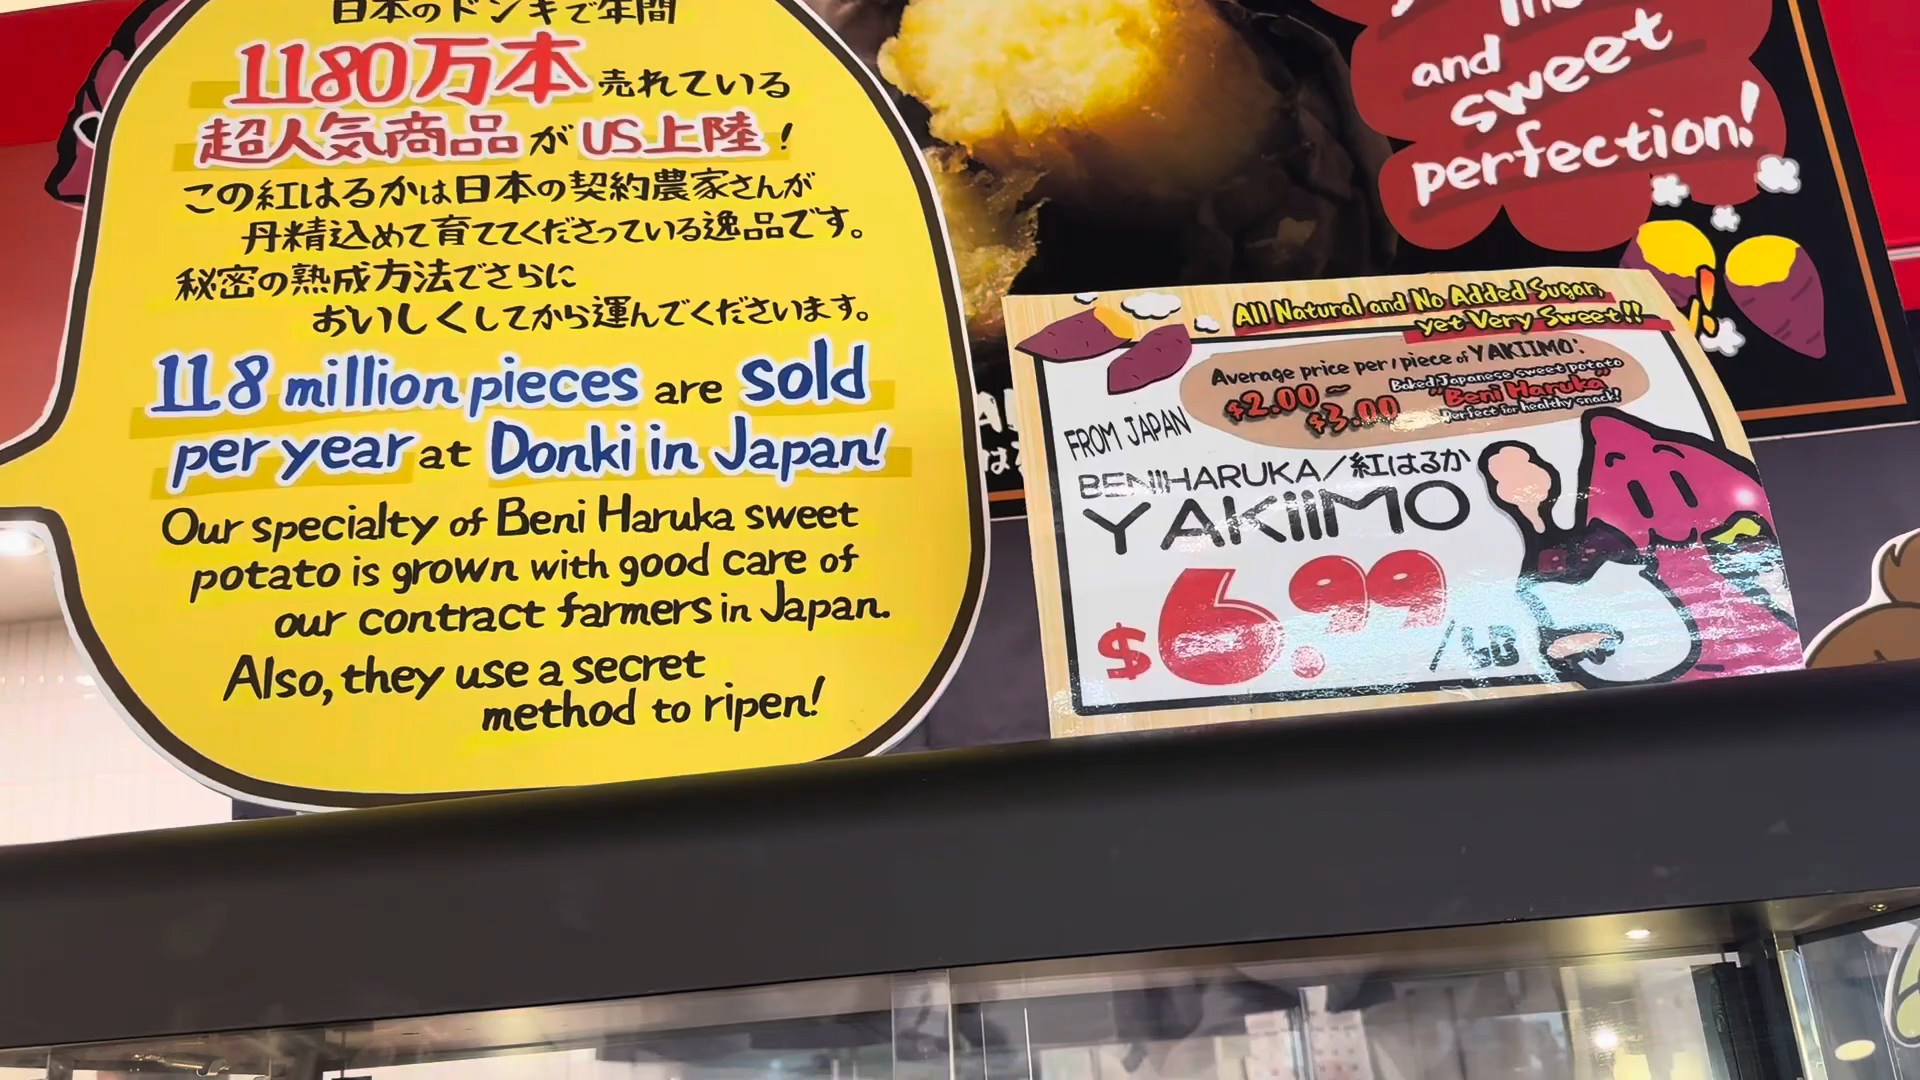 日本のドンキで年間
1180万本売れている
超人気商品がUS上陸！
この紅はるかは日本の契約農家さんが
丹精込めて育ててくださっている逸品です。
秘密の熟成方法でさらに
おいしくしてから運んでくださいます。
11.8 million pieces are sold
per year at Donki in Japan!
Our specialty of Beni Haruka sweet
potato is grown with good care of
our contract farmers in Japan.
Also, they use a secret
method to ripen!
and
sweet
perfection!
All Natural and No Added Sugar,
yet Very Sweet!!
Average price per 1 piece of YAKIIMO:
$2.00~
$3.00
Baked Japanese sweet potato
"Beni Haruka"
Perfect for healthy snack!
FROM JAPAN
BENIHARUKA/紅はるか
YAKiiMO
$6.99/LB